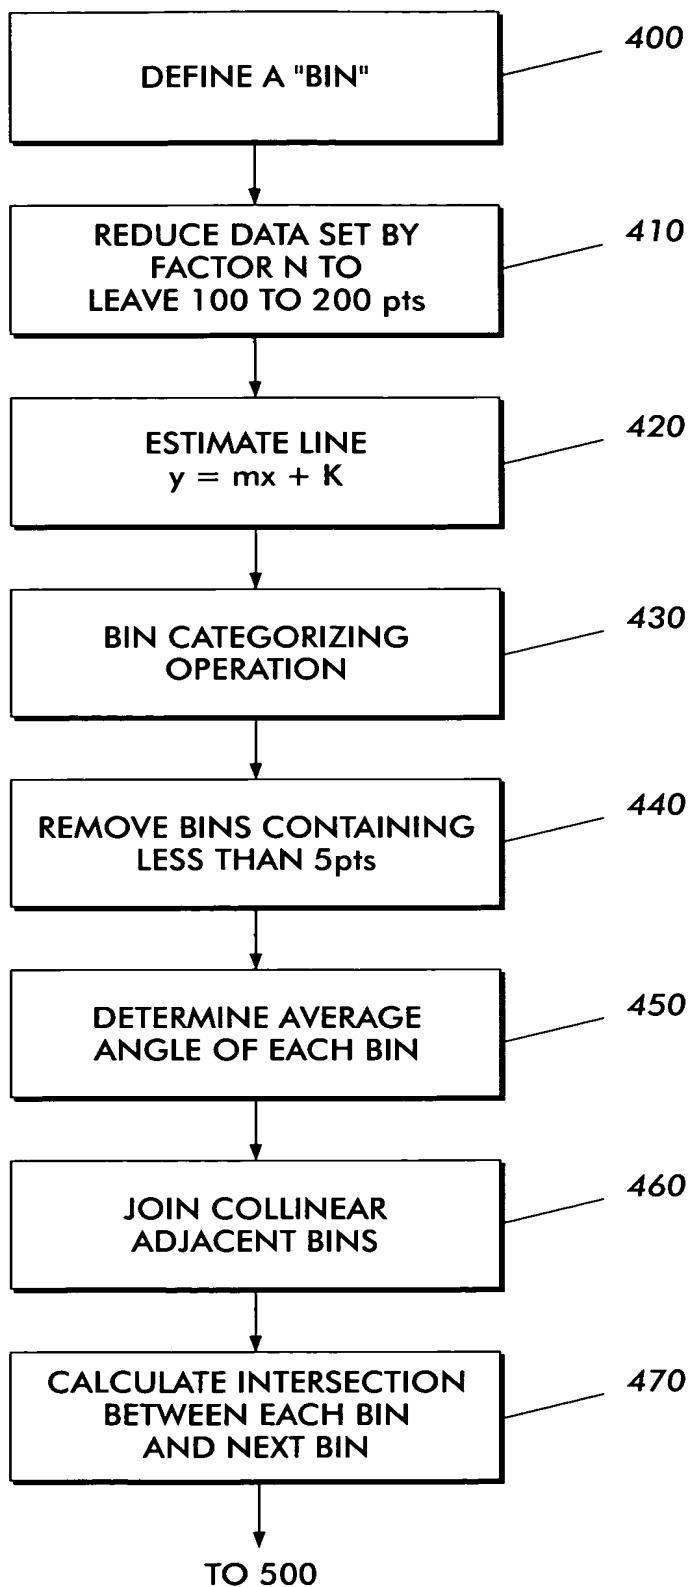 DEFINE A "BIN"
400
REDUCE DATA SET BY
FACTOR N TO
LEAVE 100 TO 200 pts
410
ESTIMATE LINE
y = mx + K
420
BIN CATEGORIZING
OPERATION
430
REMOVE BINS CONTAINING
LESS THAN 5pts
440
DETERMINE AVERAGE
ANGLE OF EACH BIN
450
JOIN COLLINEAR
ADJACENT BINS
460
CALCULATE INTERSECTION
BETWEEN EACH BIN
AND NEXT BIN
470
TO 500